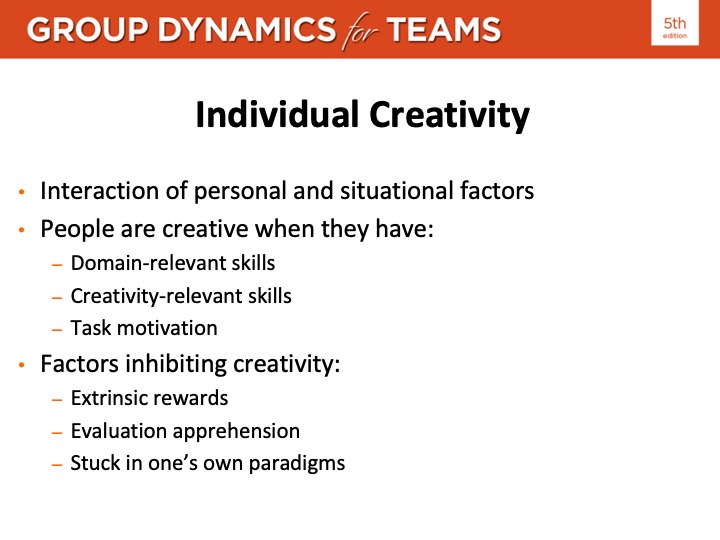 GROUP DYNAMICS for TEAMS
5th
edition
Individual Creativity
• Interaction of personal and situational factors
• People are creative when they have:
– Domain-relevant skills
– Creativity-relevant skills
– Task motivation
• Factors inhibiting creativity:
– Extrinsic rewards
– Evaluation apprehension
– Stuck in one’s own paradigms